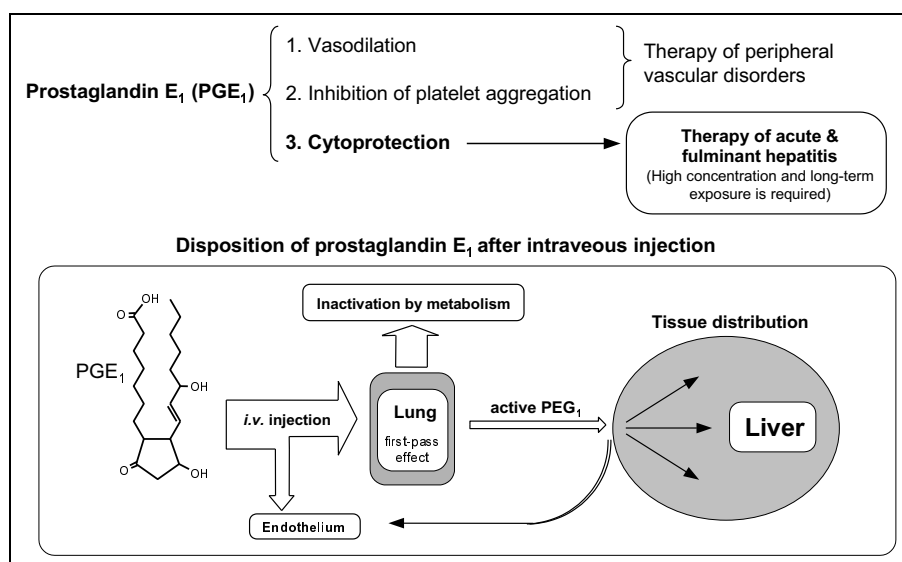 Prostaglandin E1 (PGE1)
1. Vasodilation
2. Inhibition of platelet aggregation
3. Cytoprotection
Therapy of peripheral
vascular disorders
Therapy of acute &
fulminant hepatitis
(High concentration and long-term
exposure is required)
Disposition of prostaglandin E1 after intraveous injection
PGE1
O
OH
OH
O
OH
i.v. injection
Inactivation by metabolism
Lung
first-pass
effect
Endothelium
active PEG1
Tissue distribution
Liver